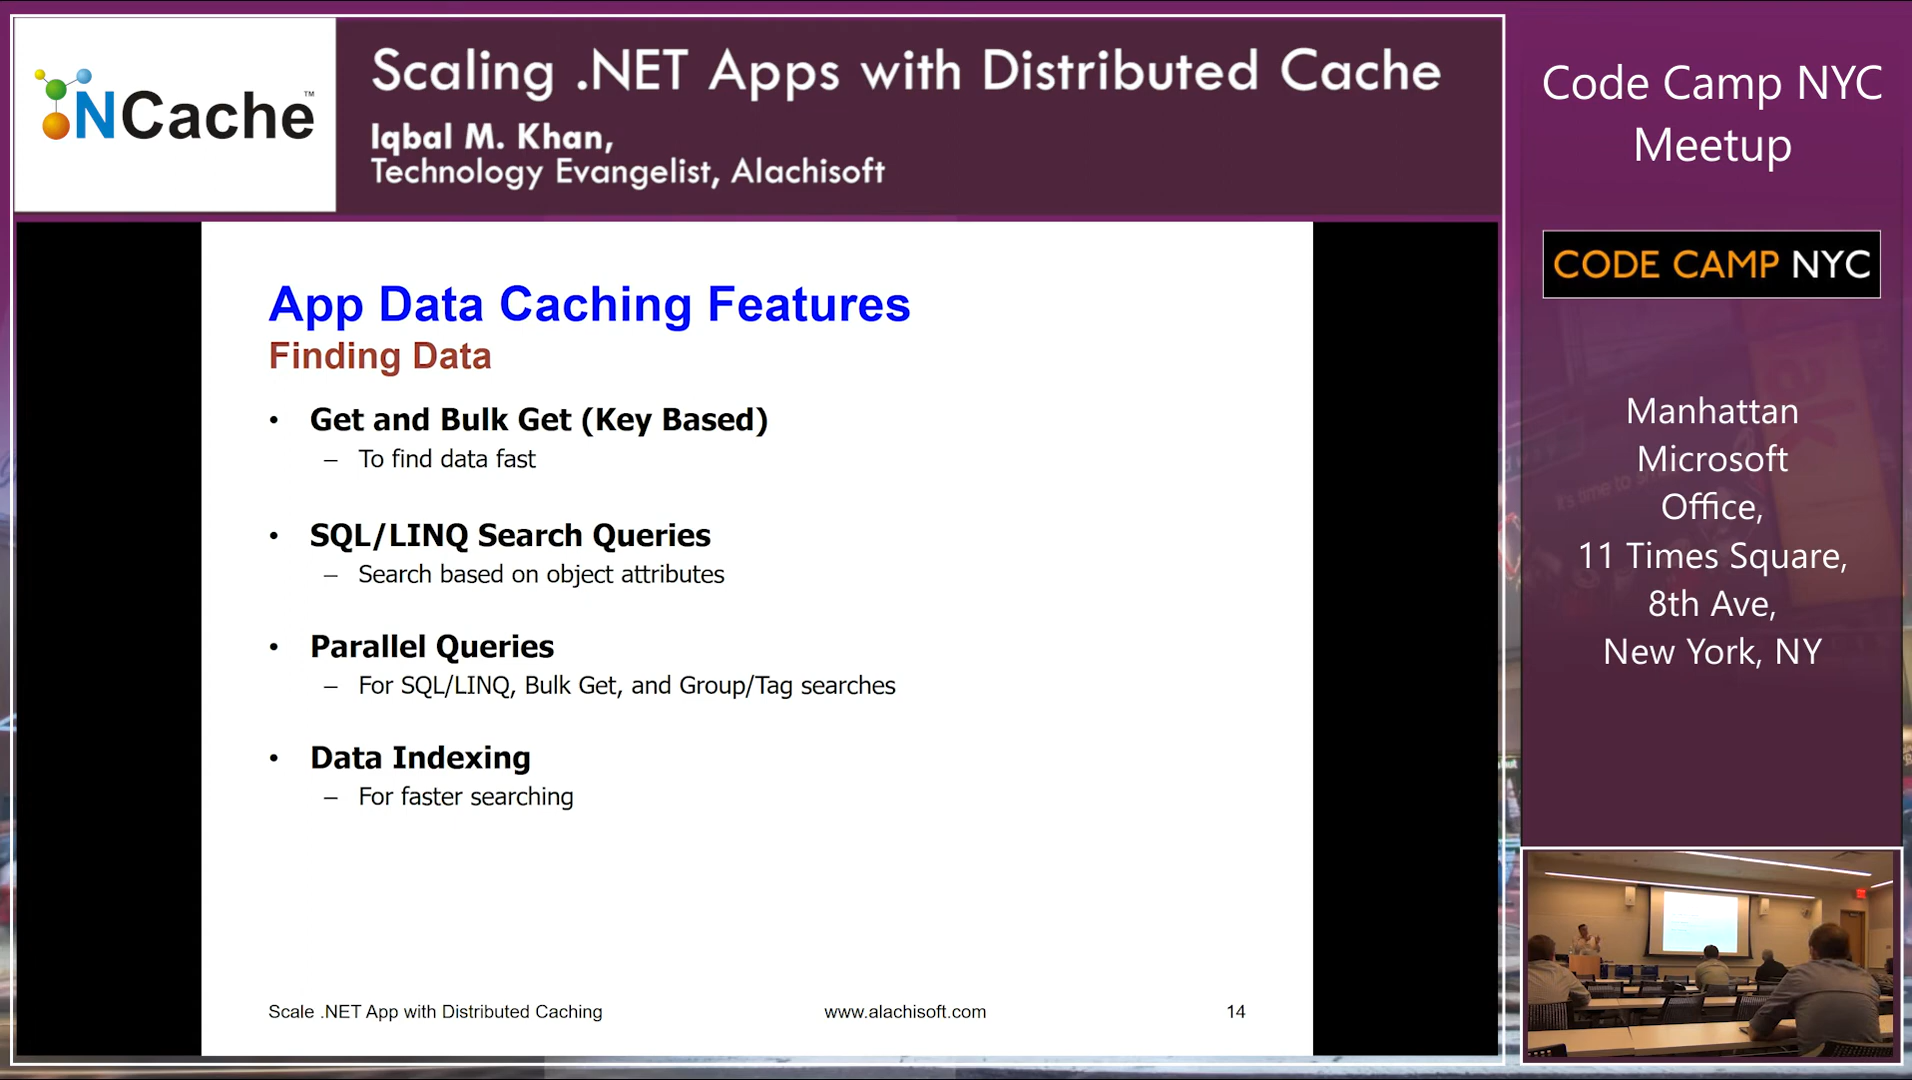 NCache™
Scaling .NET Apps with Distributed Cache
Iqbal M. Khan,
Technology Evangelist, Alachisoft
App Data Caching Features
Finding Data
• Get and Bulk Get (Key Based)
– To find data fast
• SQL/LINQ Search Queries
– Search based on object attributes
• Parallel Queries
– For SQL/LINQ, Bulk Get, and Group/Tag searches
• Data Indexing
– For faster searching
Scale .NET App with Distributed Caching
www.alachisoft.com
14
Code Camp NYC
Meetup
CODE CAMP NYC
Manhattan
Microsoft
Office,
11 Times Square,
8th Ave,
New York, NY